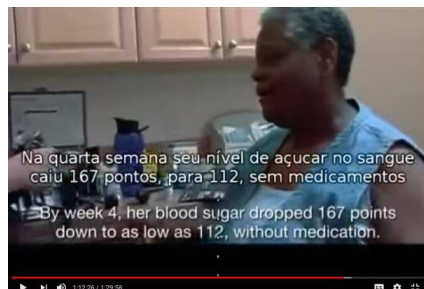 Na quarta semana seu nível de açucar no sangue
caiu 167 pontos, para 112, sem medicamentos
By week 4, her blood sugar dropped 167 points
down to as low as 112, without medication.
1:12:26 / 1:29:56